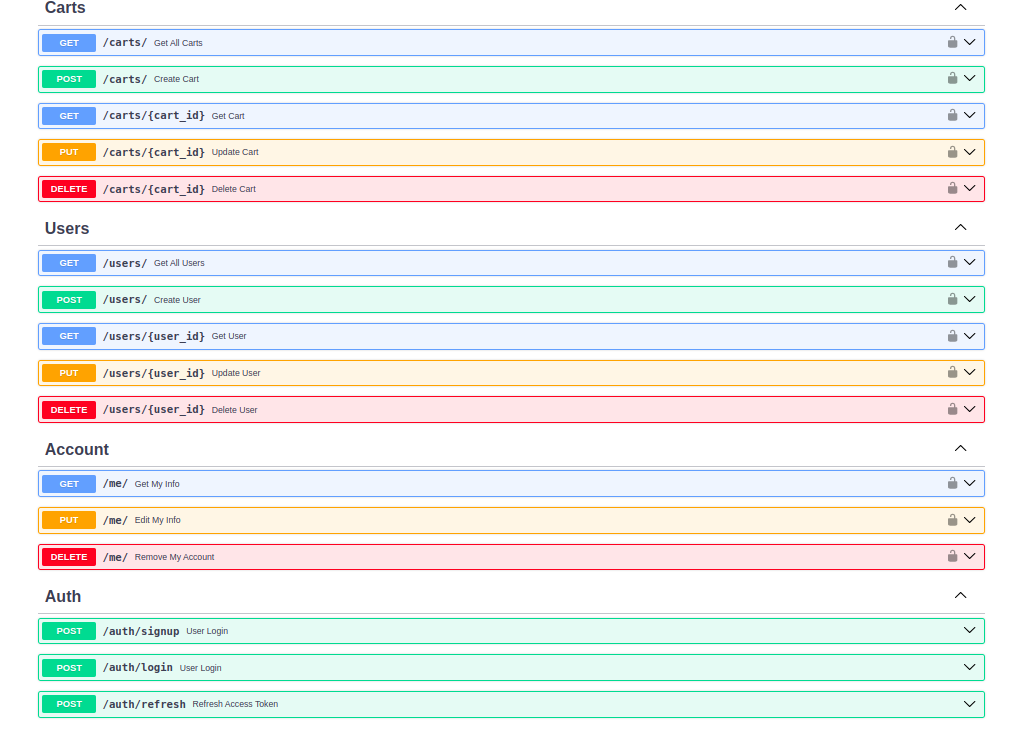 Carts
GET /carts/ Get All Carts
POST /carts/ Create Cart
GET /carts/{cart_id} Get Cart
PUT /carts/{cart_id} Update Cart
DELETE /carts/{cart_id} Delete Cart
Users
GET /users/ Get All Users
POST /users/ Create User
GET /users/{user_id} Get User
PUT /users/{user_id} Update User
DELETE /users/{user_id} Delete User
Account
GET /me/ Get My Info
PUT /me/ Edit My Info
DELETE /me/ Remove My Account
Auth
POST /auth/signup User Login
POST /auth/login User Login
POST /auth/refresh Refresh Access Token